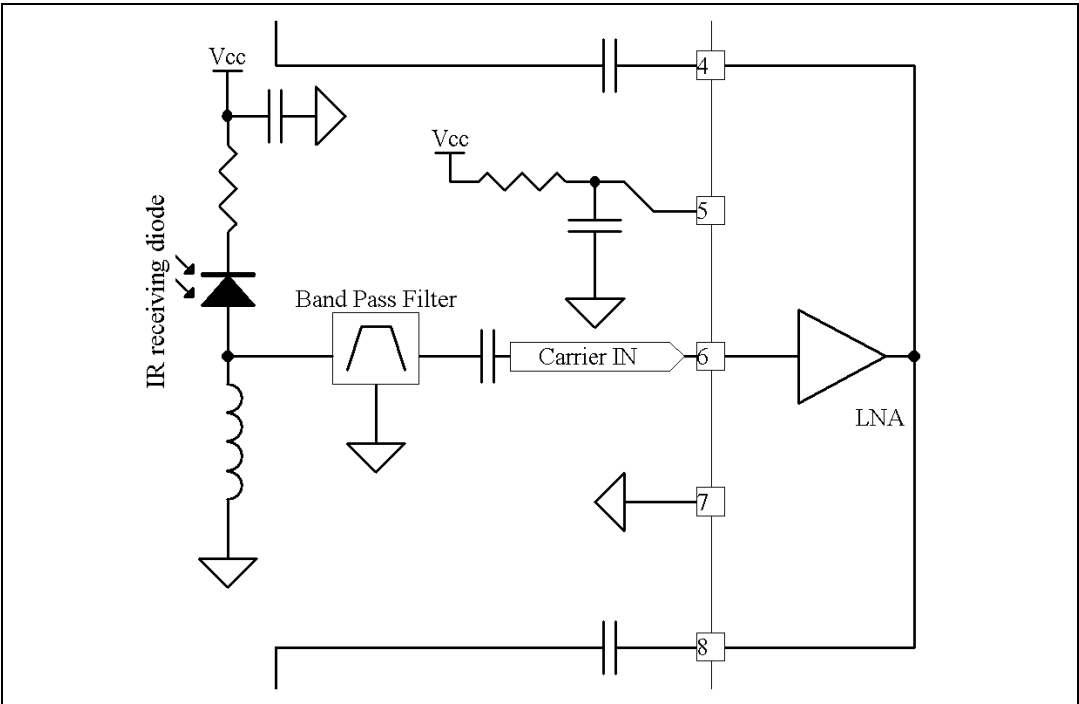 Vcc
4
Vcc
5
IR receiving diode
Band Pass Filter
Carrier IN
6
LNA
7
8